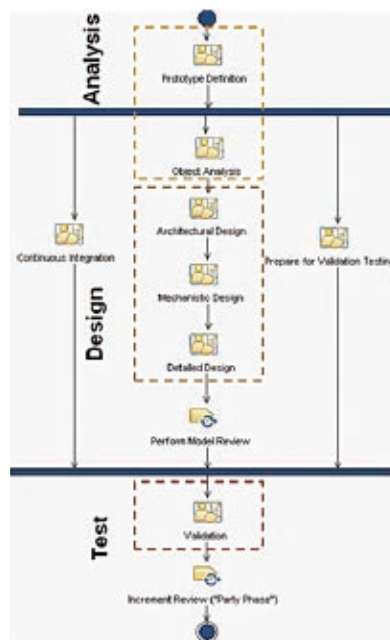 Analysis
Prototype Definition
Object Analysis
Architectural Design
Continuous Integration
Prepare for Validation Testing
Mechanistic Design
Design
Detailed Design
Perform Model Review
Test
Validation
Increment Review ("Party Phase")